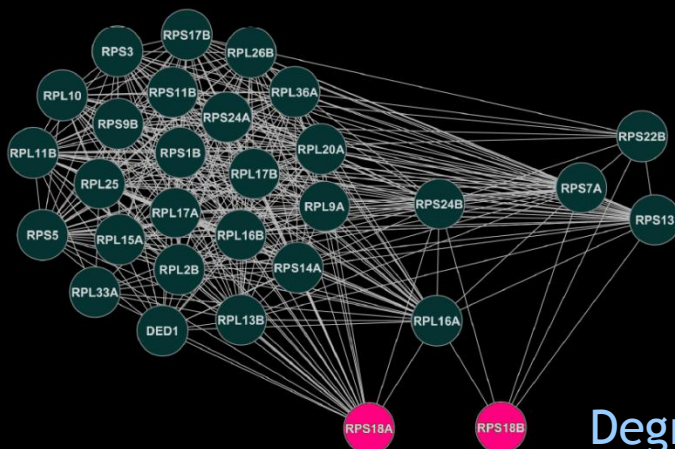 RPS17B
RPS3
RPL26B
RPL10
RPS11B
RPL36A
RPS9B
RPS24A
RPS22B
RPL11B
RPS1B
RPL20A
RPL25
RPL17B
RPS7A
RPL17A
RPL9A
RPS24B
RPS13
RPS5
RPL15A
RPL16B
RPL2B
RPS14A
RPL33A
DED1
RPL13B
RPL16A
RPS18A
RPS18B
Degr